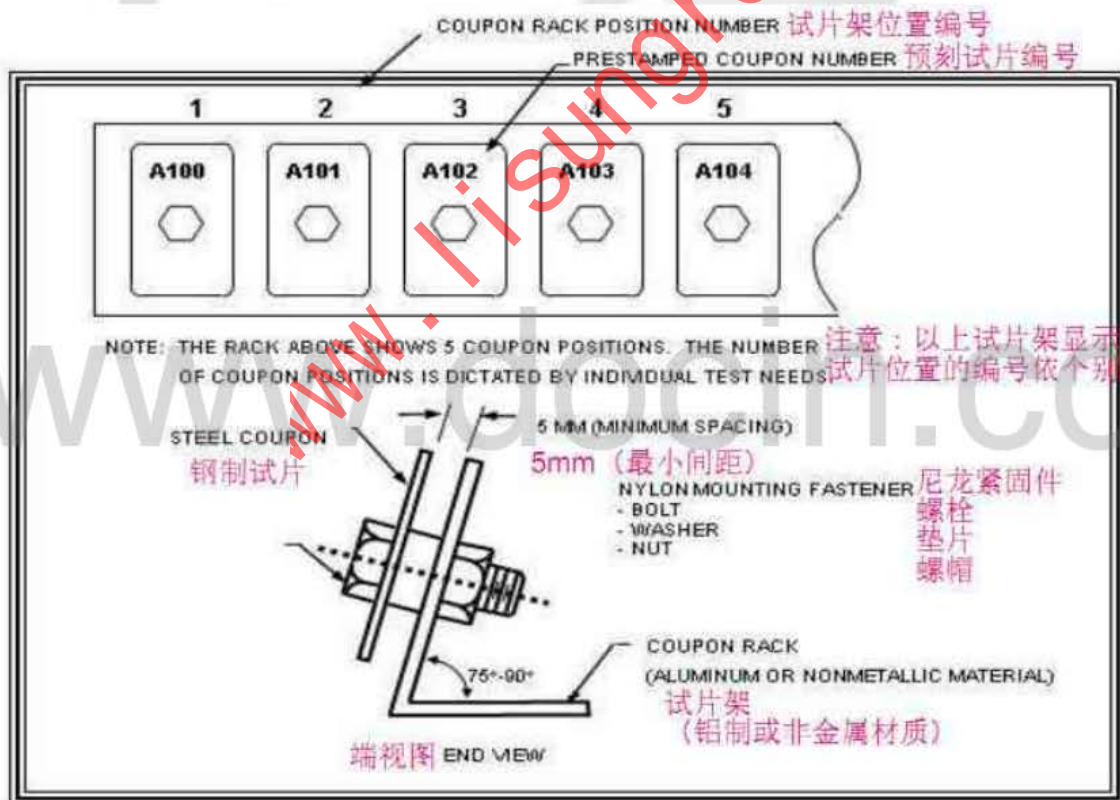 COUPON RACK POSITION NUMBER 试片架位置编号
PRESTAMPED COUPON NUMBER 预刻试片编号
1 2 3 4 5
A100 A101 A102 A103 A104
NOTE: THE RACK ABOVE SHOWS 5 COUPON POSITIONS. THE NUMBER
OF COUPON POSITIONS IS DICTATED BY INDIVIDUAL TEST NEEDS
注意：以上试片架显示
试片位置的编号依个别
STEEL COUPON
钢制试片
5 MM (MINIMUM SPACING)
5mm（最小间距）
NYLON MOUNTING FASTENER 尼龙紧固件
- BOLT 螺栓
- WASHER 垫片
- NUT 螺帽
75°-90°
COUPON RACK
(ALUMINUM OR NONMETALLIC MATERIAL)
试片架
（铝制或非金属材质）
端视图 END VIEW
www.lisung
www.docin.co